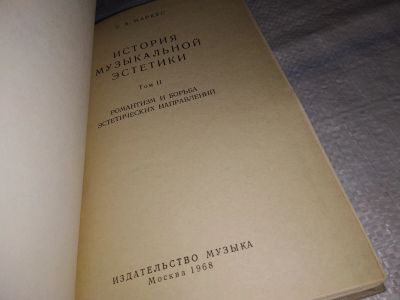 С. А. МАРКУС
ИСТОРИЯ
МУЗЫКАЛЬНОЙ
ЭСТЕТИКИ
Том II
РОМАНТИЗМ И БОРЬБА
ЭСТЕТИЧЕСКИХ НАПРАВЛЕНИЙ
ИЗДАТЕЛЬСТВО МУЗЫКА
Москва 1968